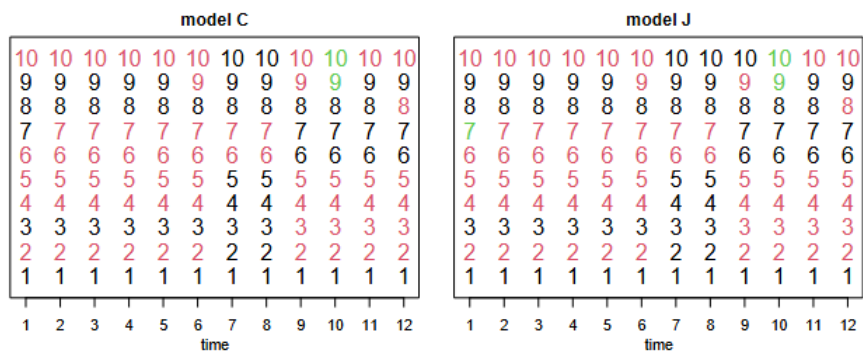 model C
10 10 10 10 10 10 10 10 10 10 10 10
9 9 9 9 9 9 9 9 9 9 9 9
8 8 8 8 8 8 8 8 8 8 8 8
7 7 7 7 7 7 7 7 7 7 7 7
6 6 6 6 6 6 6 6 6 6 6 6
5 5 5 5 5 5 5 5 5 5 5 5
4 4 4 4 4 4 4 4 4 4 4 4
3 3 3 3 3 3 3 3 3 3 3 3
2 2 2 2 2 2 2 2 2 2 2 2
1 1 1 1 1 1 1 1 1 1 1 1
1 2 3 4 5 6 7 8 9 10 11 12
time
model J
10 10 10 10 10 10 10 10 10 10 10 10
9 9 9 9 9 9 9 9 9 9 9 9
8 8 8 8 8 8 8 8 8 8 8 8
7 7 7 7 7 7 7 7 7 7 7 7
6 6 6 6 6 6 6 6 6 6 6 6
5 5 5 5 5 5 5 5 5 5 5 5
4 4 4 4 4 4 4 4 4 4 4 4
3 3 3 3 3 3 3 3 3 3 3 3
2 2 2 2 2 2 2 2 2 2 2 2
1 1 1 1 1 1 1 1 1 1 1 1
1 2 3 4 5 6 7 8 9 10 11 12
time